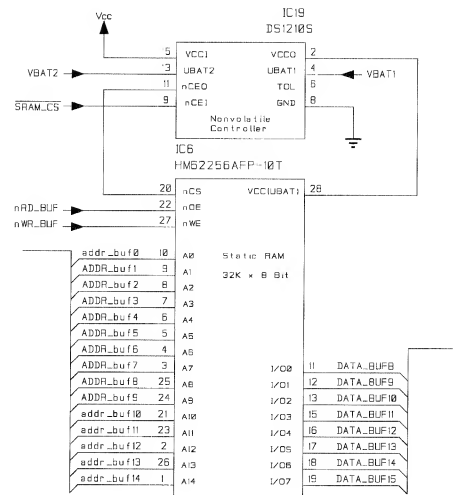 Vcc
IC19
DS1210S
5 VCCI VCCO 2
VBAT2 13 UBAT2 UBAT1 4 VBAT1
11 nCEO TOL 6
SRAM_CS 9 nCEI GND 8
Nonvolatile
Controller
IC6
HM62256AFP-10T
20 nCS VCC(UBAT) 28
nRD_BUF 22 nOE
nWR_BUF 27 nWE
addr_buf0 10 A0 Static RAM
ADDR_buf1 9 A1 32K x 8 Bit
ADDR_buf2 8 A2
ADDR_buf3 7 A3
ADDR_buf4 6 A4
ADDR_buf5 5 A5
ADDR_buf6 4 A6
ADDR_buf7 3 A7 I/O0 11 DATA_BUF8
ADDR_buf8 25 A8 I/O1 12 DATA_BUF9
ADDR_buf9 24 A9 I/O2 13 DATA_BUF10
addr_buf10 21 A10 I/O3 15 DATA_BUF11
addr_buf11 23 A11 I/O4 16 DATA_BUF12
addr_buf12 2 A12 I/O5 17 DATA_BUF13
addr_buf13 26 A13 I/O6 18 DATA_BUF14
addr_buf14 1 A14 I/O7 19 DATA_BUF15